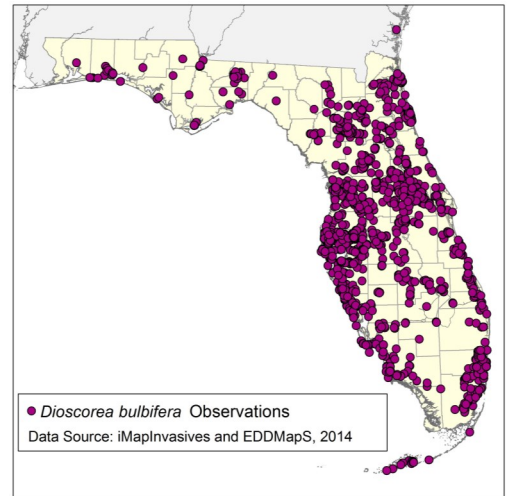 Dioscorea bulbifera Observations
Data Source: iMapInvasives and EDDMapS, 2014